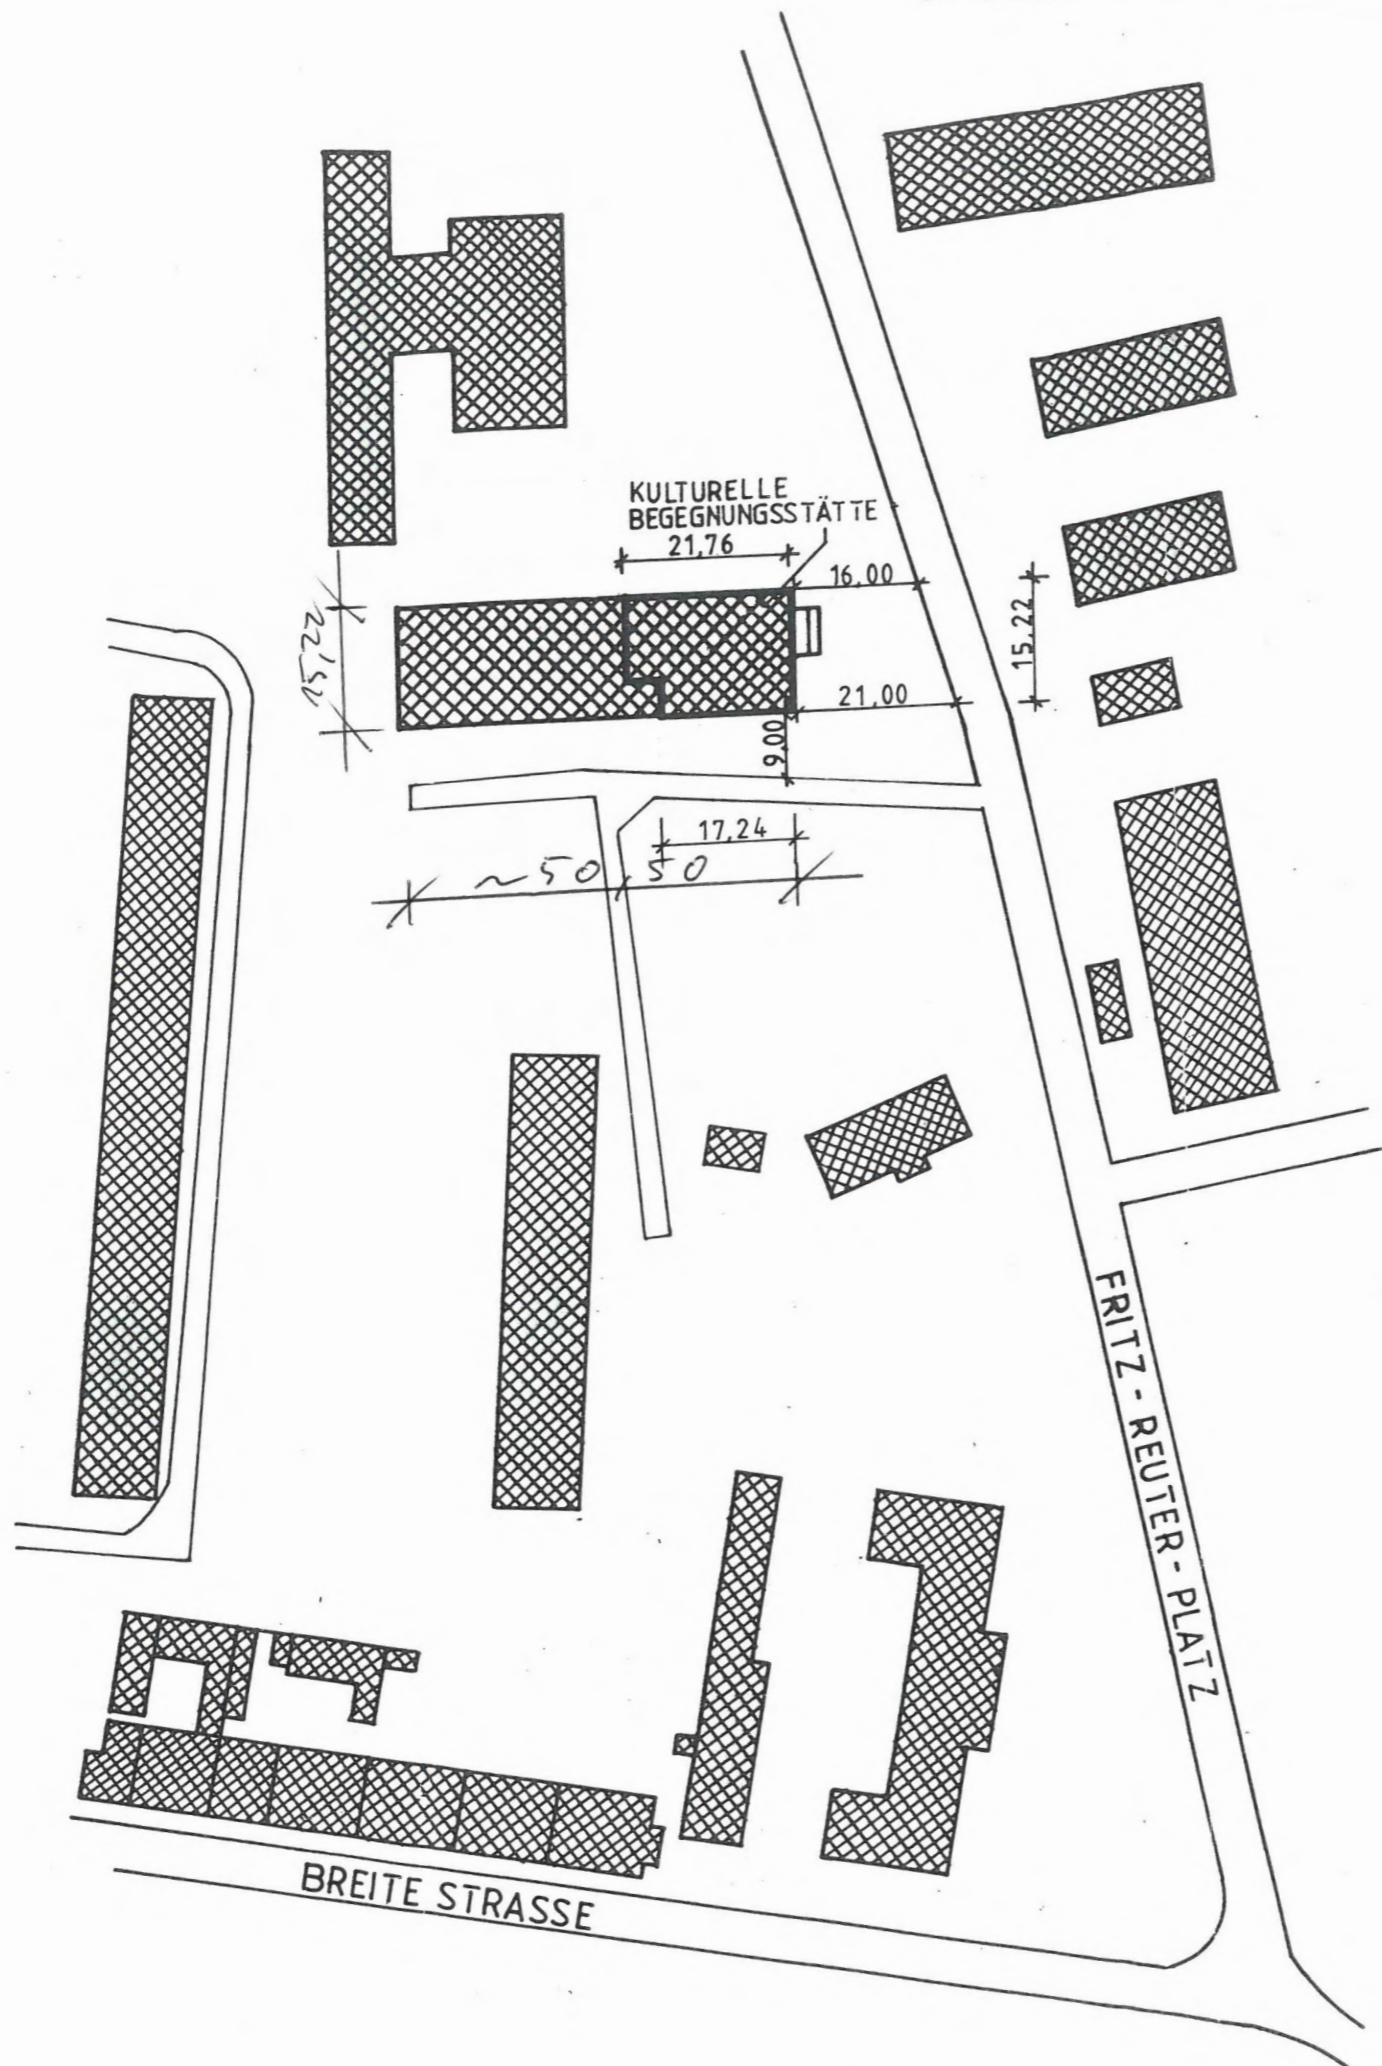 KULTURELLE
BEGEGNUNGSSTÄTTE
21,76
16,00
15,22
15,22
21,00
9,00
17,24
~50,50
FRITZ-REUTER-PLATZ
BREITE STRASSE